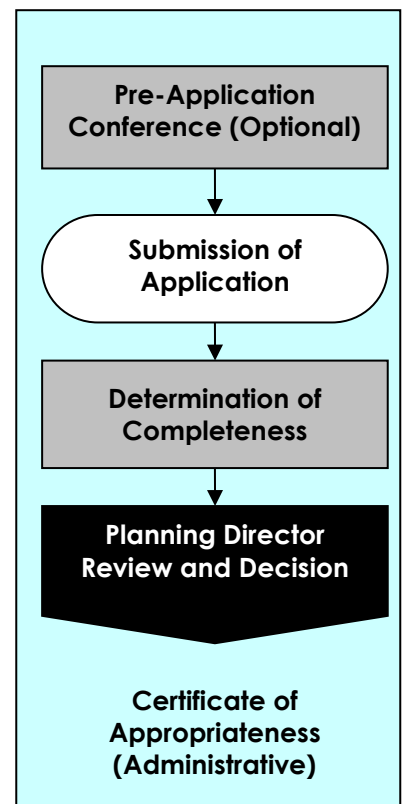 Pre-Application
Conference (Optional)
Submission of
Application
Determination of
Completeness
Planning Director
Review and Decision
Certificate of
Appropriateness
(Administrative)